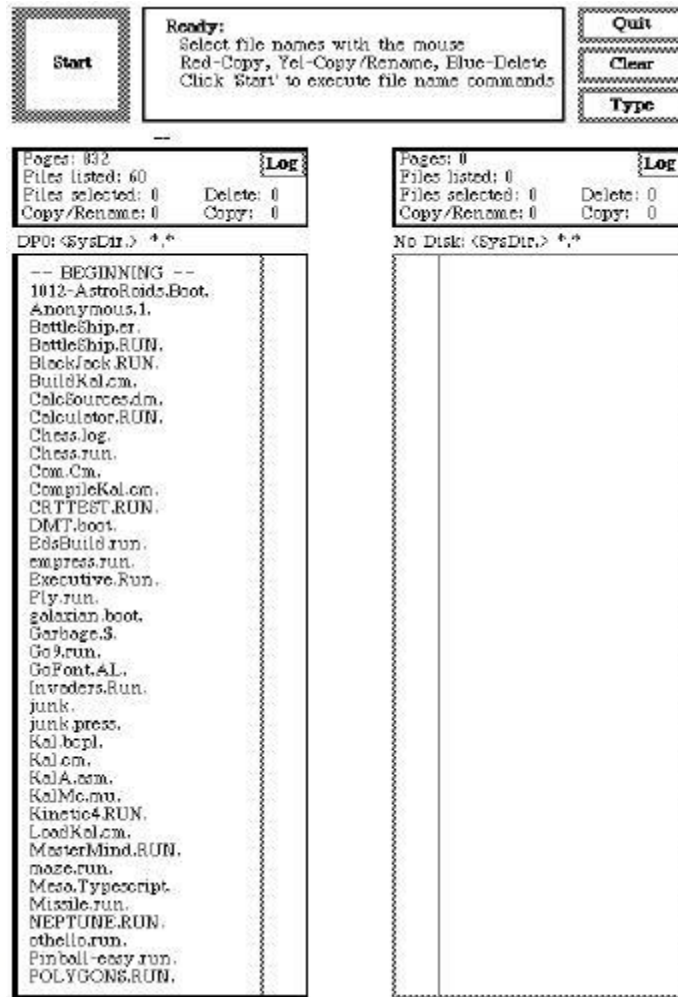 Start
Ready:
Select file names with the mouse
Red-Copy, Yel-Copy/Rename, Blue-Delete
Click 'Start' to execute file name commands
Quit
Clear
Type
--
Pages: 832
Files listed: 60
Files selected: 0 Delete: 0
Copy/Rename: 0 Copy: 0
Log
DP0: <SysDir.> *.*
-- BEGINNING --
1012-AstroRoids.Boot.
Anonymous.1.
BattleShip.er.
BattleShip.RUN.
BlackJack.RUN.
BuildKal.cm.
CalcSources.dm.
Calculator.RUN.
Chess.log.
Chess.run.
Com.Cm.
CompileKal.cm.
CRTTEST.RUN.
DMT.boot.
EdsBuild.run.
empress.run.
Executive.Run.
Fly.run.
galaxian.boot.
Garbage.$.
Go9.run.
GoFont.AL.
Invaders.Run.
junk.
junk.press.
Kal.bcpl.
Kal.cm.
KalA.asm.
KalMc.mu.
Kinetic4.RUN.
LoadKal.cm.
MasterMind.RUN.
maze.run.
Mesa.Typescript.
Missile.run.
NEPTUNE.RUN.
othello.run.
Pinball-easy.run.
POLYGONS.RUN.
Pages: 0
Files listed: 0
Files selected: 0 Delete: 0
Copy/Rename: 0 Copy: 0
Log
No Disk: <SysDir.> *.*